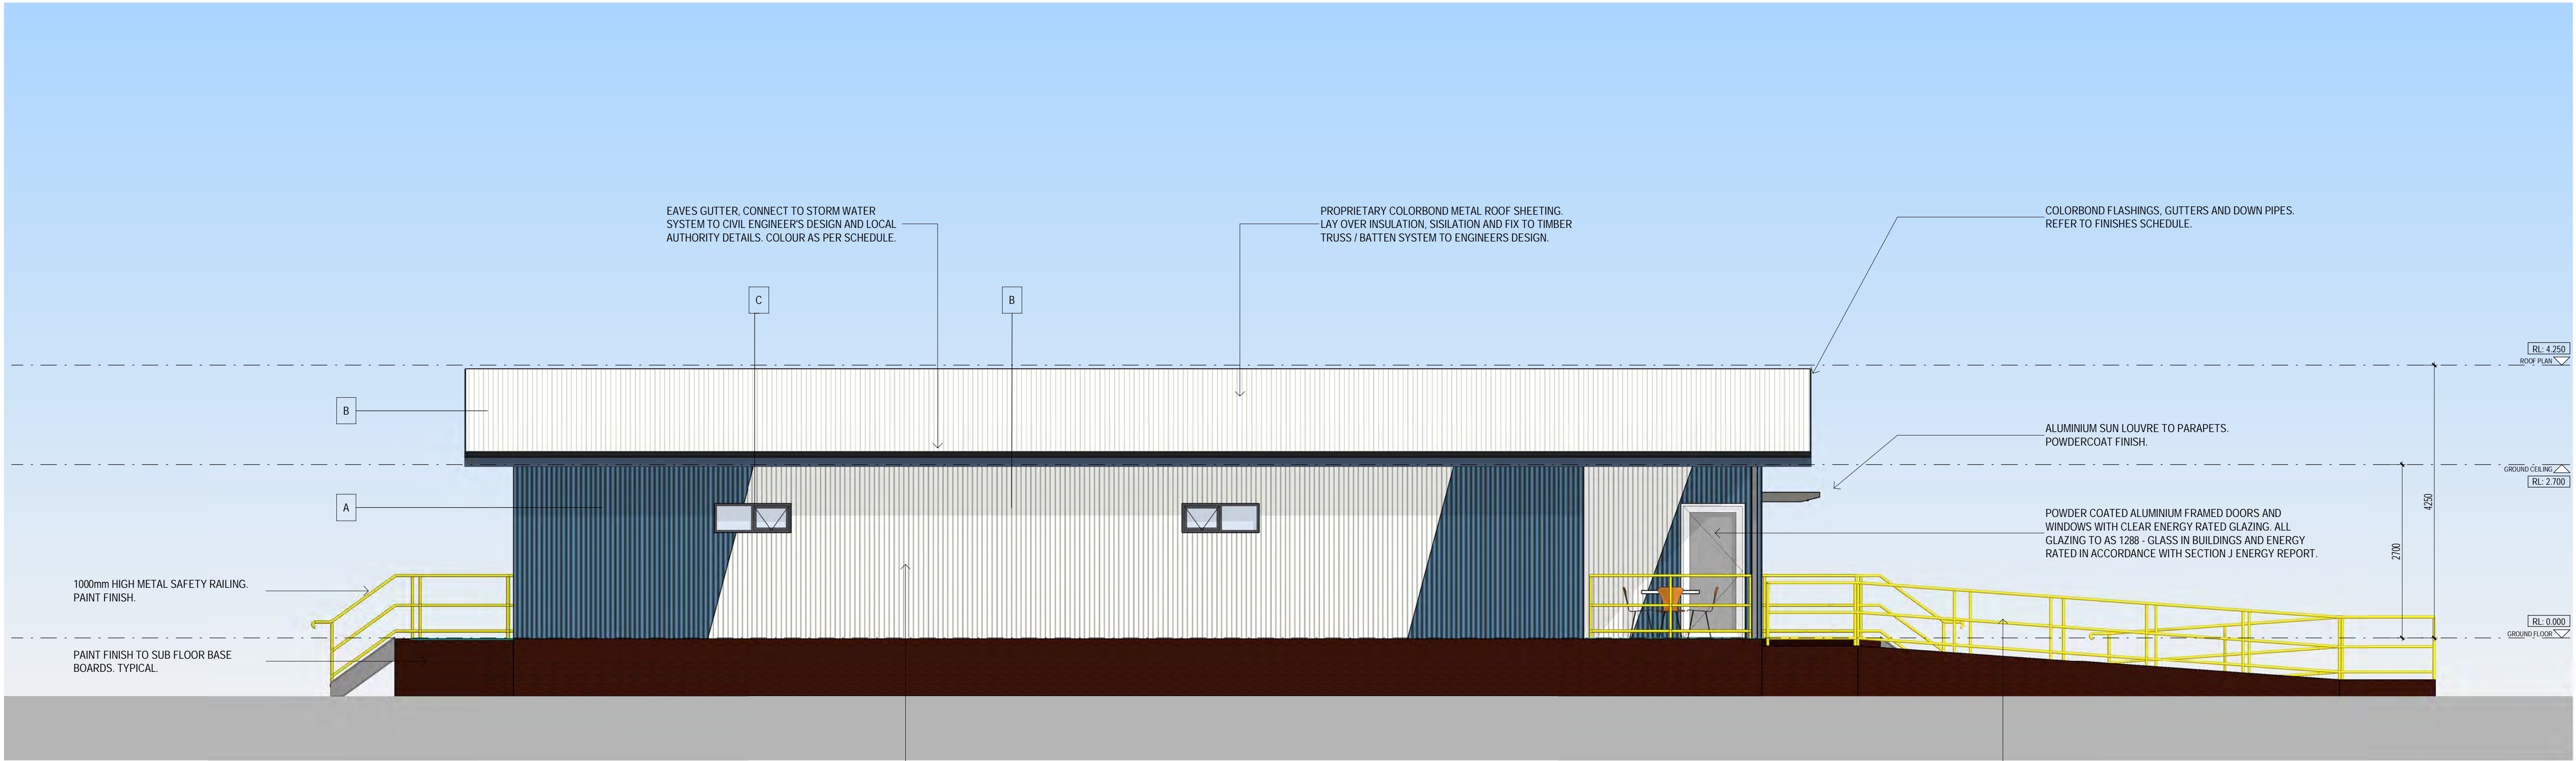 EAVES GUTTER, CONNECT TO STORM WATER
SYSTEM TO CIVIL ENGINEER'S DESIGN AND LOCAL
AUTHORITY DETAILS. COLOUR AS PER SCHEDULE.
PROPRIETARY COLORBOND METAL ROOF SHEETING.
LAY OVER INSULATION, SISILATION AND FIX TO TIMBER
TRUSS / BATTEN SYSTEM TO ENGINEERS DESIGN.
COLORBOND FLASHINGS, GUTTERS AND DOWN PIPES.
REFER TO FINISHES SCHEDULE.
C
B
RL: 4.250
ROOF PLAN
B
ALUMINIUM SUN LOUVRE TO PARAPETS.
POWDERCOAT FINISH.
GROUND CEILING
RL: 2.700
A
4250
POWDER COATED ALUMINIUM FRAMED DOORS AND
WINDOWS WITH CLEAR ENERGY RATED GLAZING. ALL
GLAZING TO AS 1288 - GLASS IN BUILDINGS AND ENERGY
RATED IN ACCORDANCE WITH SECTION J ENERGY REPORT.
2700
1000mm HIGH METAL SAFETY RAILING.
PAINT FINISH.
RL: 0.000
GROUND FLOOR
PAINT FINISH TO SUB FLOOR BASE
BOARDS. TYPICAL.